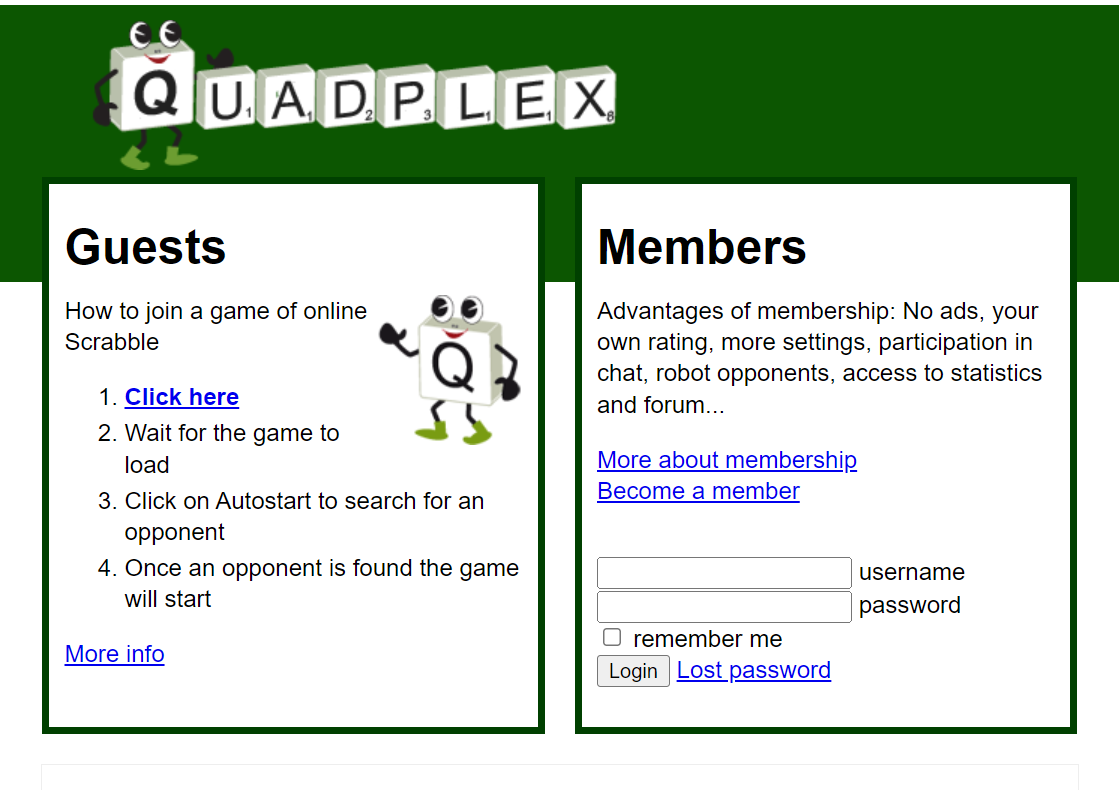 QUADPLEX
Guests
How to join a game of online
Scrabble
1. Click here
2. Wait for the game to
load
3. Click on Autostart to search for an
opponent
4. Once an opponent is found the game
will start
More info
Q
Members
Advantages of membership: No ads, your
own rating, more settings, participation in
chat, robot opponents, access to statistics
and forum...
More about membership
Become a member
username
password
remember me
Login Lost password